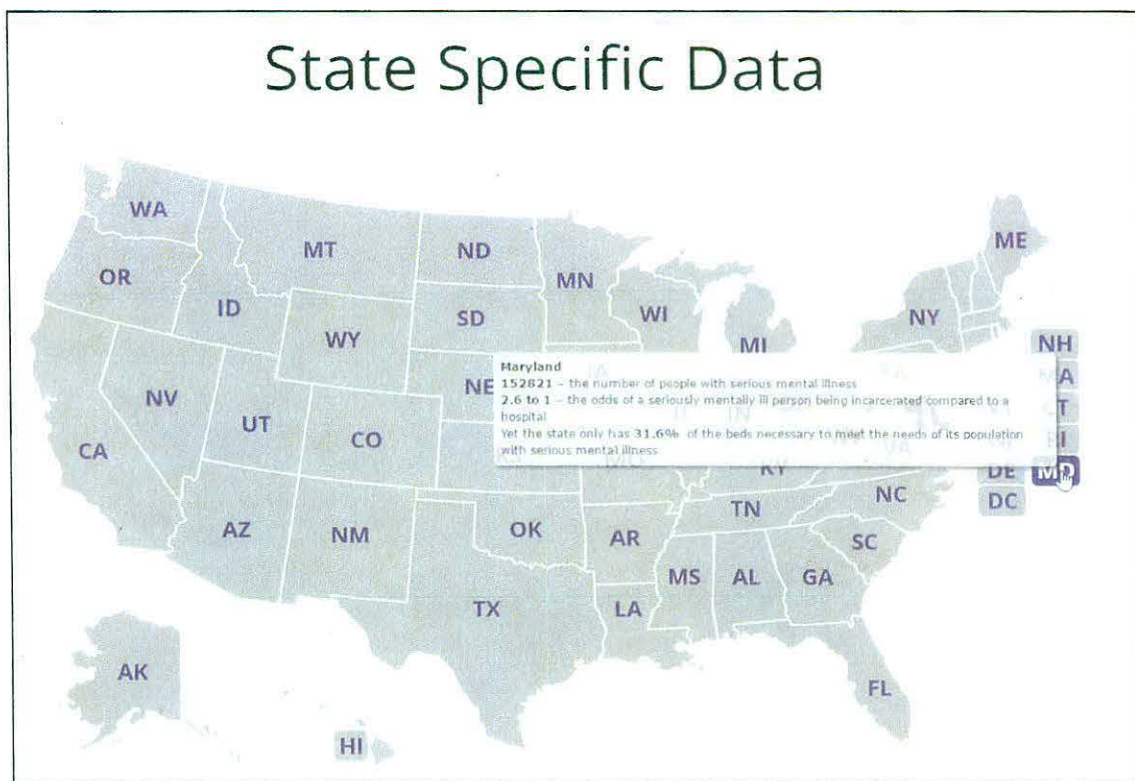 State Specific Data
WA
MT
ND
ME
OR
MN
ID
SD
WI
NY
WY
MI
NH
Maryland
152821 – the number of people with serious mental illness
2.6 to 1 – the odds of a seriously mentally ill person being incarcerated compared to a
hospital
Yet the state only has 31.6% of the beds necessary to meet the needs of its population
with serious mental illness
NE
NV
UT
CO
CA
KY
DE
MD
DC
NC
TN
AZ
NM
OK
AR
SC
MS
AL
GA
TX
LA
AK
FL
HI